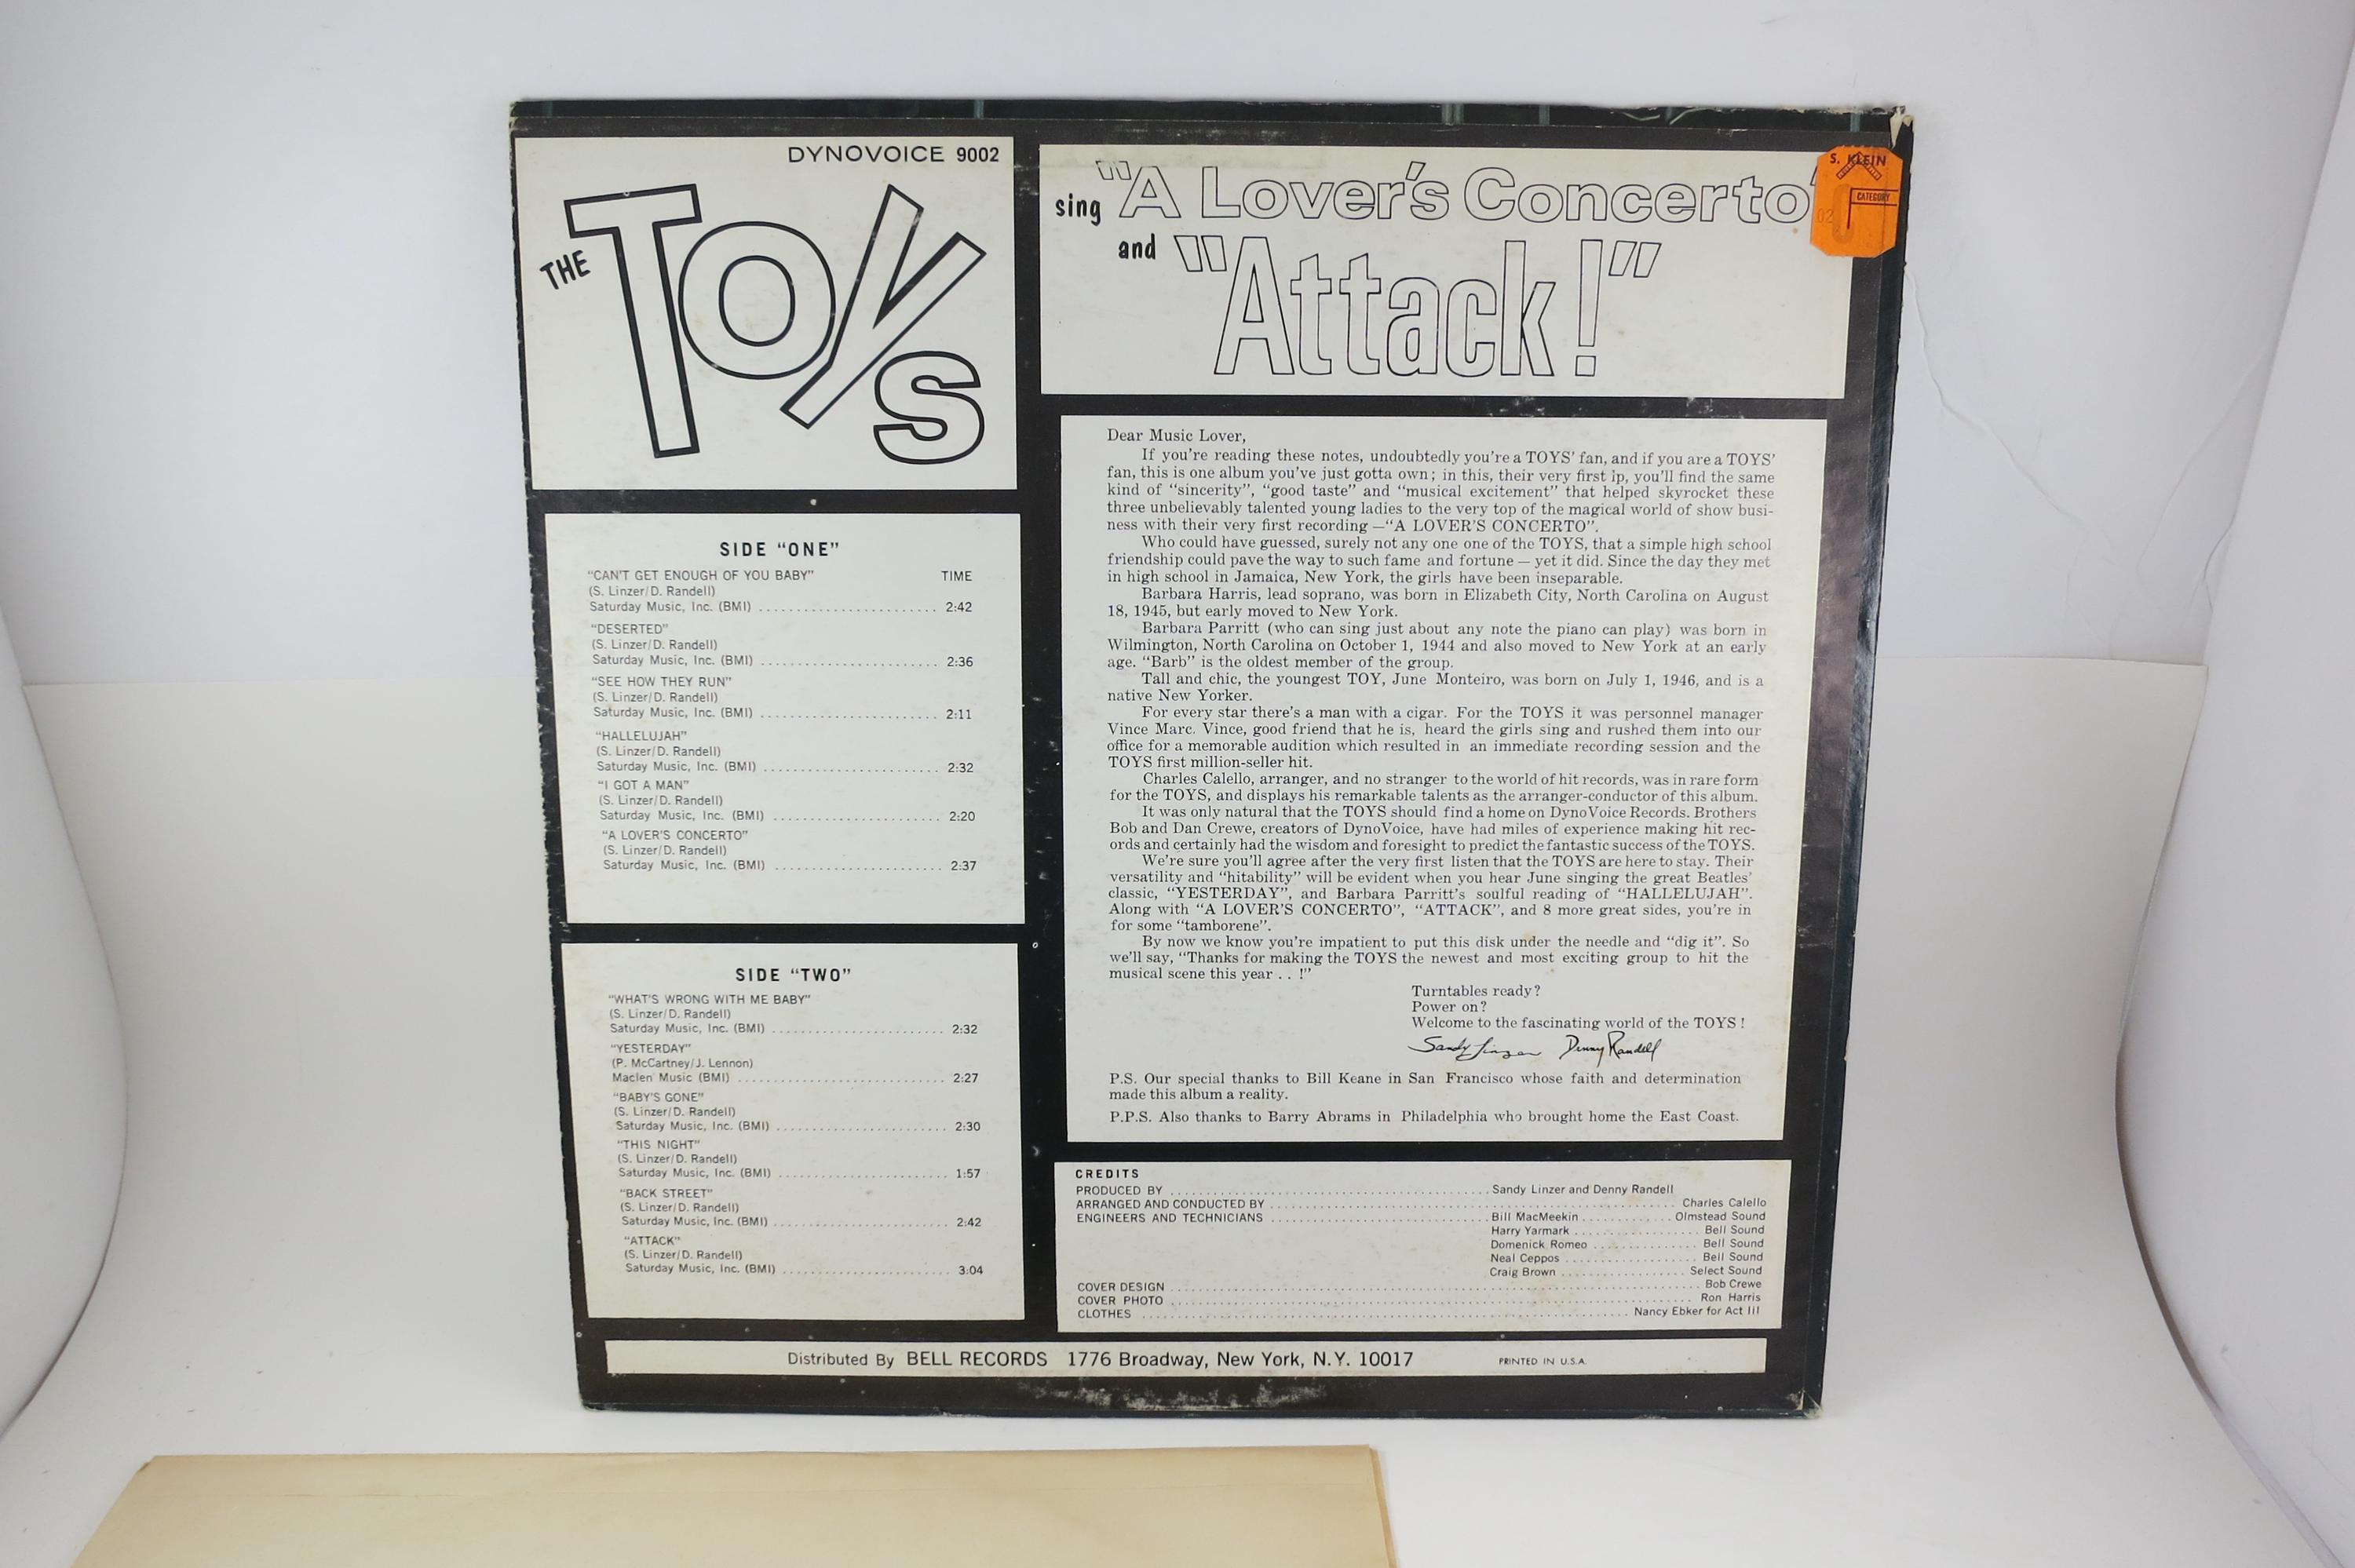 DYNOVOICE 9002
THE TOYS
sing "A Lover's Concerto"
and "Attack!"
S. KLEIN
CATEGORY
02
SIDE "ONE"
"CAN'T GET ENOUGH OF YOU BABY" TIME
(S. Linzer/D. Randell)
Saturday Music, Inc. (BMI) ........................ 2:42
"DESERTED"
(S. Linzer/D. Randell)
Saturday Music, Inc. (BMI) ........................ 2:36
"SEE HOW THEY RUN"
(S. Linzer/D. Randell)
Saturday Music, Inc. (BMI) ........................ 2:11
"HALLELUJAH"
(S. Linzer/D. Randell)
Saturday Music, Inc. (BMI) ........................ 2:32
"I GOT A MAN"
(S. Linzer/D. Randell)
Saturday Music, Inc. (BMI) ........................ 2:20
"A LOVER'S CONCERTO"
(S. Linzer/D. Randell)
Saturday Music, Inc. (BMI) ........................ 2:37
SIDE "TWO"
"WHAT'S WRONG WITH ME BABY"
(S. Linzer/D. Randell)
Saturday Music, Inc. (BMI) ........................ 2:32
"YESTERDAY"
(P. McCartney/J. Lennon)
Maclen Music (BMI) ............................ 2:27
"BABY'S GONE"
(S. Linzer/D. Randell)
Saturday Music, Inc. (BMI) ........................ 2:30
"THIS NIGHT"
(S. Linzer/D. Randell)
Saturday Music, Inc. (BMI) ........................ 1:57
"BACK STREET"
(S. Linzer/D. Randell)
Saturday Music, Inc. (BMI) ........................ 2:42
"ATTACK"
(S. Linzer/D. Randell)
Saturday Music, Inc. (BMI) ........................ 3:04
Dear Music Lover,
If you're reading these notes, undoubtedly you're a TOYS' fan, and if you are a TOYS'
fan, this is one album you've just gotta own; in this, their very first lp, you'll find the same
kind of "sincerity", "good taste" and "musical excitement" that helped skyrocket these
three unbelievably talented young ladies to the very top of the magical world of show busi-
ness with their very first recording —"A LOVER'S CONCERTO".
Who could have guessed, surely not any one one of the TOYS, that a simple high school
friendship could pave the way to such fame and fortune — yet it did. Since the day they met
in high school in Jamaica, New York, the girls have been inseparable.
Barbara Harris, lead soprano, was born in Elizabeth City, North Carolina on August
18, 1945, but early moved to New York.
Barbara Parritt (who can sing just about any note the piano can play) was born in
Wilmington, North Carolina on October 1, 1944 and also moved to New York at an early
age. "Barb" is the oldest member of the group.
Tall and chic, the youngest TOY, June Monteiro, was born on July 1, 1946, and is a
native New Yorker.
For every star there's a man with a cigar. For the TOYS it was personnel manager
Vince Marc. Vince, good friend that he is, heard the girls sing and rushed them into our
office for a memorable audition which resulted in an immediate recording session and the
TOYS first million-seller hit.
Charles Calello, arranger, and no stranger to the world of hit records, was in rare form
for the TOYS, and displays his remarkable talents as the arranger-conductor of this album.
It was only natural that the TOYS should find a home on DynoVoice Records. Brothers
Bob and Dan Crewe, creators of DynoVoice, have had miles of experience making hit rec-
ords and certainly had the wisdom and foresight to predict the fantastic success of the TOYS.
We're sure you'll agree after the very first listen that the TOYS are here to stay. Their
versatility and "hitability" will be evident when you hear June singing the great Beatles'
classic, "YESTERDAY", and Barbara Parritt's soulful reading of "HALLELUJAH".
Along with "A LOVER'S CONCERTO", "ATTACK", and 8 more great sides, you're in
for some "tamborene".
By now we know you're impatient to put this disk under the needle and "dig it". So
we'll say, "Thanks for making the TOYS the newest and most exciting group to hit the
musical scene this year . . !"
Turntables ready?
Power on?
Welcome to the fascinating world of the TOYS !
Sandy Linzer Denny Randell
P.S. Our special thanks to Bill Keane in San Francisco whose faith and determination
made this album a reality.
P.P.S. Also thanks to Barry Abrams in Philadelphia who brought home the East Coast.
CREDITS
PRODUCED BY ........................ Sandy Linzer and Denny Randell
ARRANGED AND CONDUCTED BY ........................ Charles Calello
ENGINEERS AND TECHNICIANS ........................ Bill MacMeekin ............ Olmstead Sound
Harry Yarmark ................ Bell Sound
Domenick Romeo ............. Bell Sound
Neal Ceppos .................. Bell Sound
Craig Brown ................ Select Sound
COVER DESIGN ........................ Bob Crewe
COVER PHOTO ........................ Ron Harris
CLOTHES ........................ Nancy Ebker for Act III
Distributed By BELL RECORDS 1776 Broadway, New York, N.Y. 10017 PRINTED IN U.S.A.